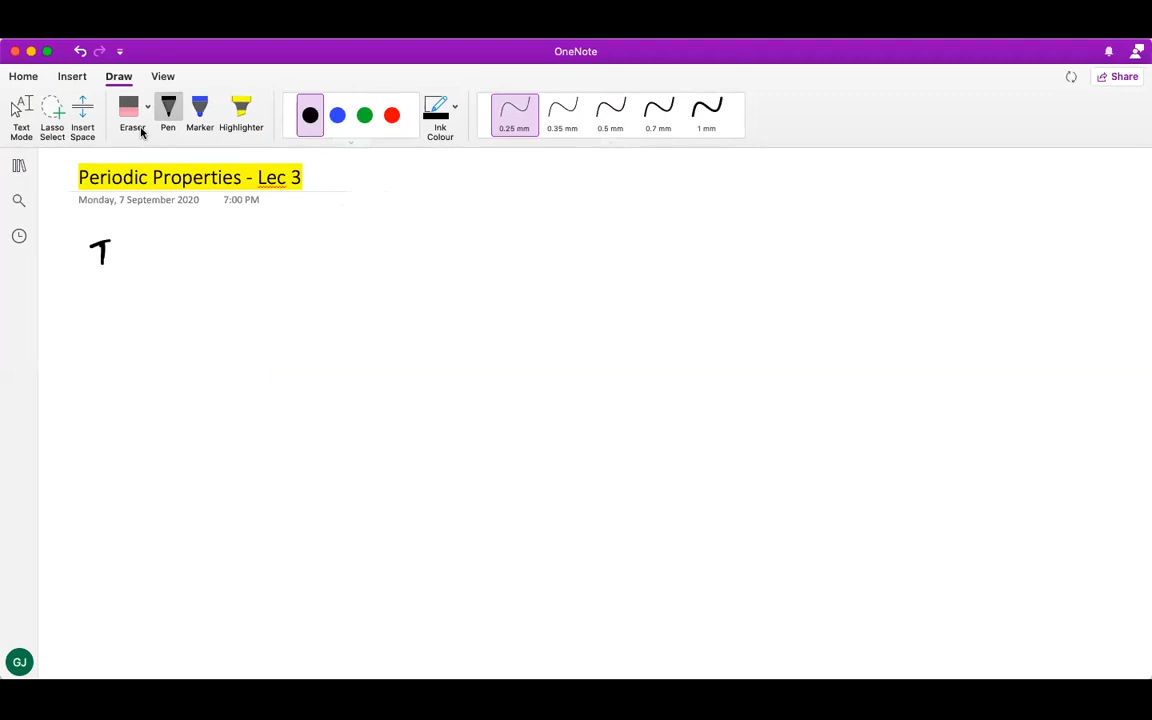 OneNote
Home Insert Draw View Share
Text Mode Lasso Select Insert Space Eraser Pen Marker Highlighter Ink Colour 0.25 mm 0.35 mm 0.5 mm 0.7 mm 1 mm
Periodic Properties - Lec 3
Monday, 7 September 2020 7:00 PM
T
GJ